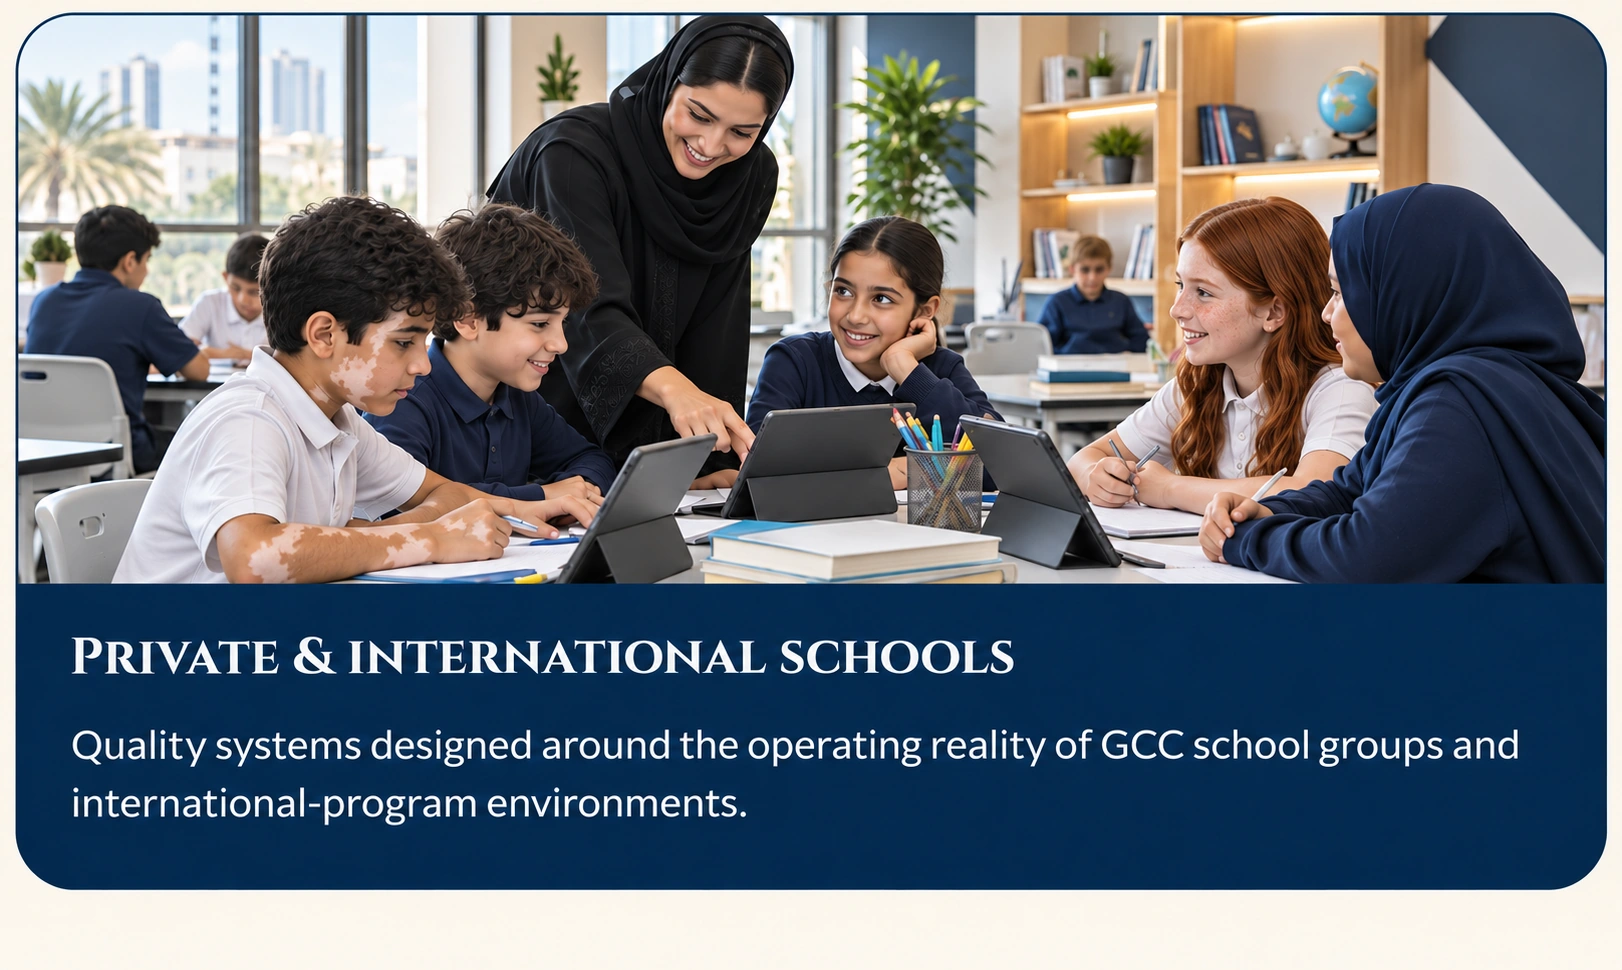 Private & international schools
Quality systems designed around the operating reality of GCC school groups and
international-program environments.